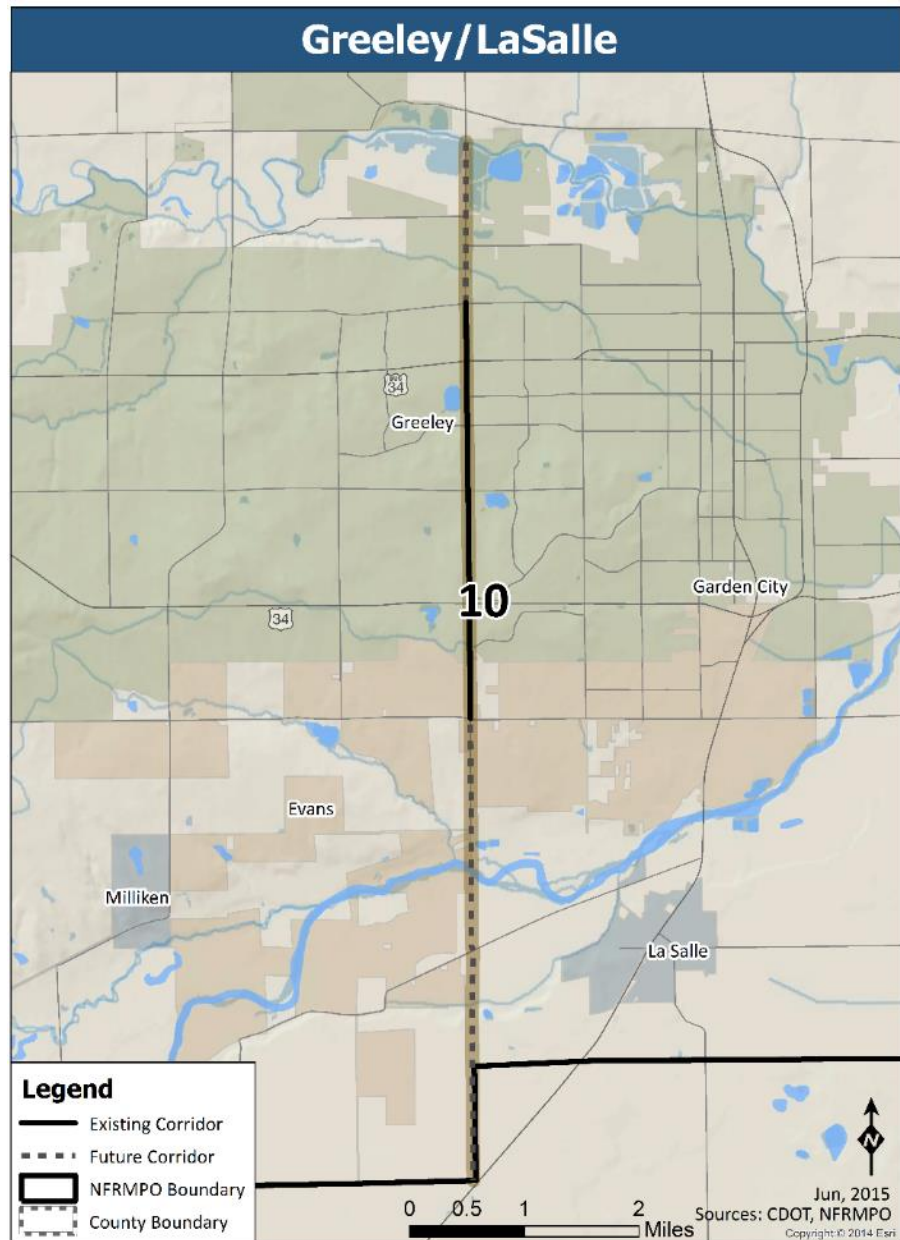 Greeley/LaSalle
BUS
34
Greeley
10
Garden City
34
Evans
Milliken
La Salle
Legend
Existing Corridor
Future Corridor
NFRMPO Boundary
County Boundary
N
0 0.5 1 2
Miles
Jun, 2015
Sources: CDOT, NFRMPO
Copyright:© 2014 Esri